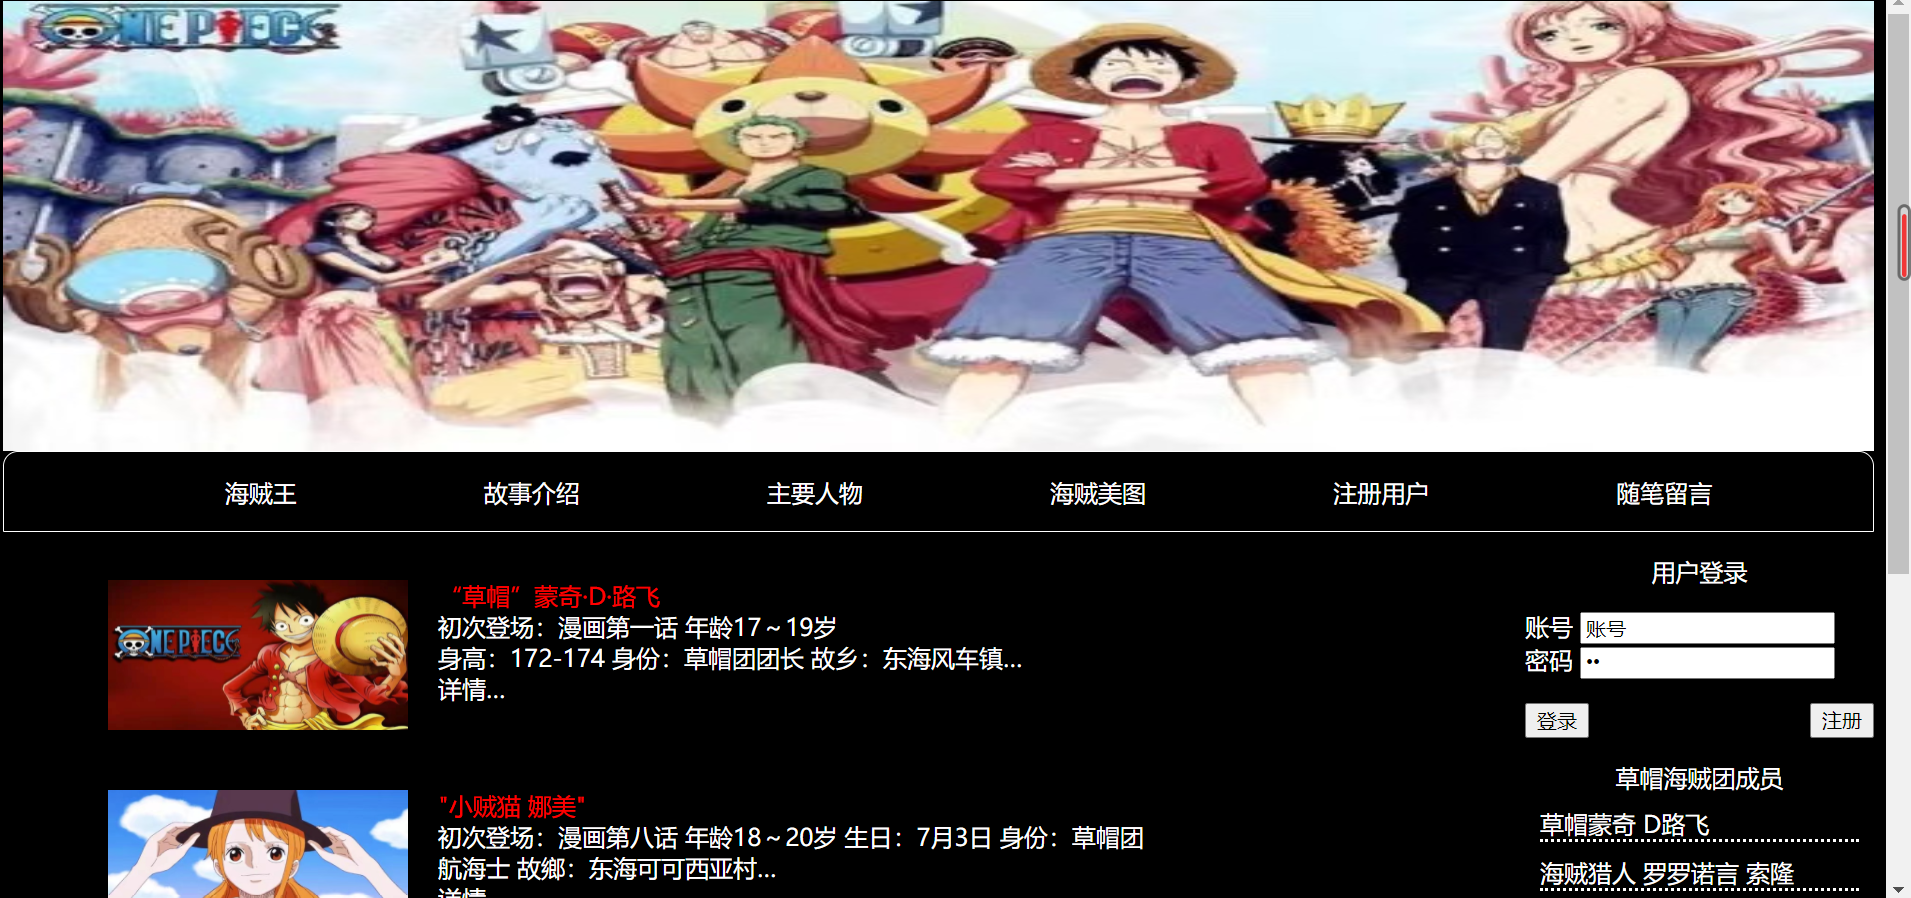 ONE PIECE
海贼王 故事介绍 主要人物 海贼美图 注册用户 随笔留言
ONE PIECE
“草帽”蒙奇·D·路飞
初次登场：漫画第一话 年龄17～19岁
身高：172-174 身份：草帽团团长 故乡：东海风车镇...
详情...
"小贼猫 娜美"
初次登场：漫画第八话 年龄18～20岁 生日：7月3日 身份：草帽团
航海士 故鄉：东海可可西亚村...
详情
用户登录
账号 账号
密码 ••
登录 注册
草帽海贼团成员
草帽蒙奇 D路飞
海贼猎人 罗罗诺言 索隆